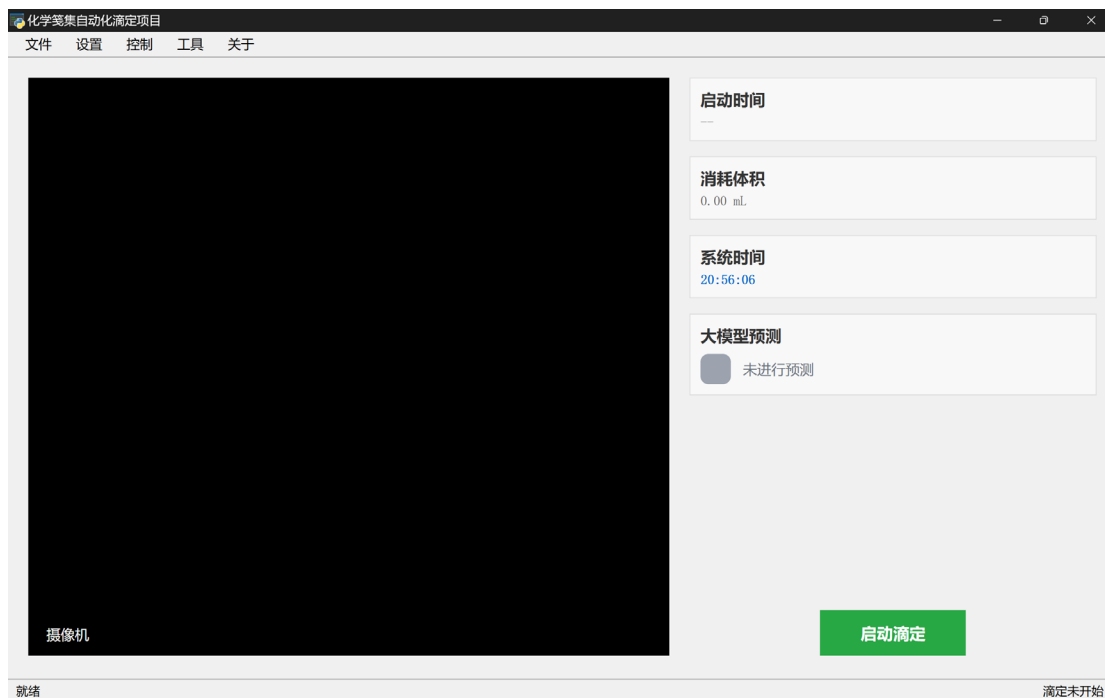 化学笺集自动化滴定项目
文件 设置 控制 工具 关于
启动时间
--
消耗体积
0.00 mL
系统时间
20:56:06
大模型预测
未进行预测
摄像机
启动滴定
就绪 滴定未开始